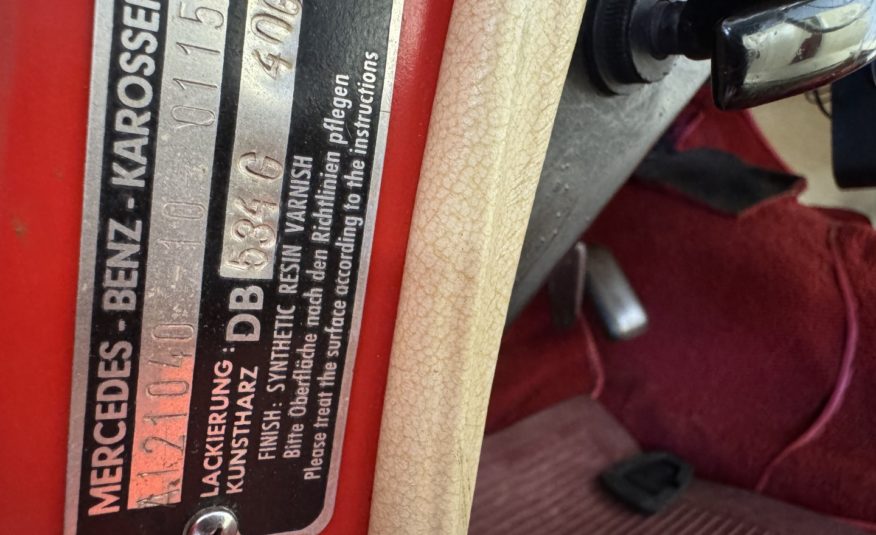 MERCEDES - BENZ - KAROSSER
A121040 10 0115
LACKIERUNG : DB 534 G 40G
KUNSTHARZ
FINISH: SYNTHETIC RESIN VARNISH
Bitte Oberfläche nach den Richtlinien pflegen
Please treat the surface according to the instructions